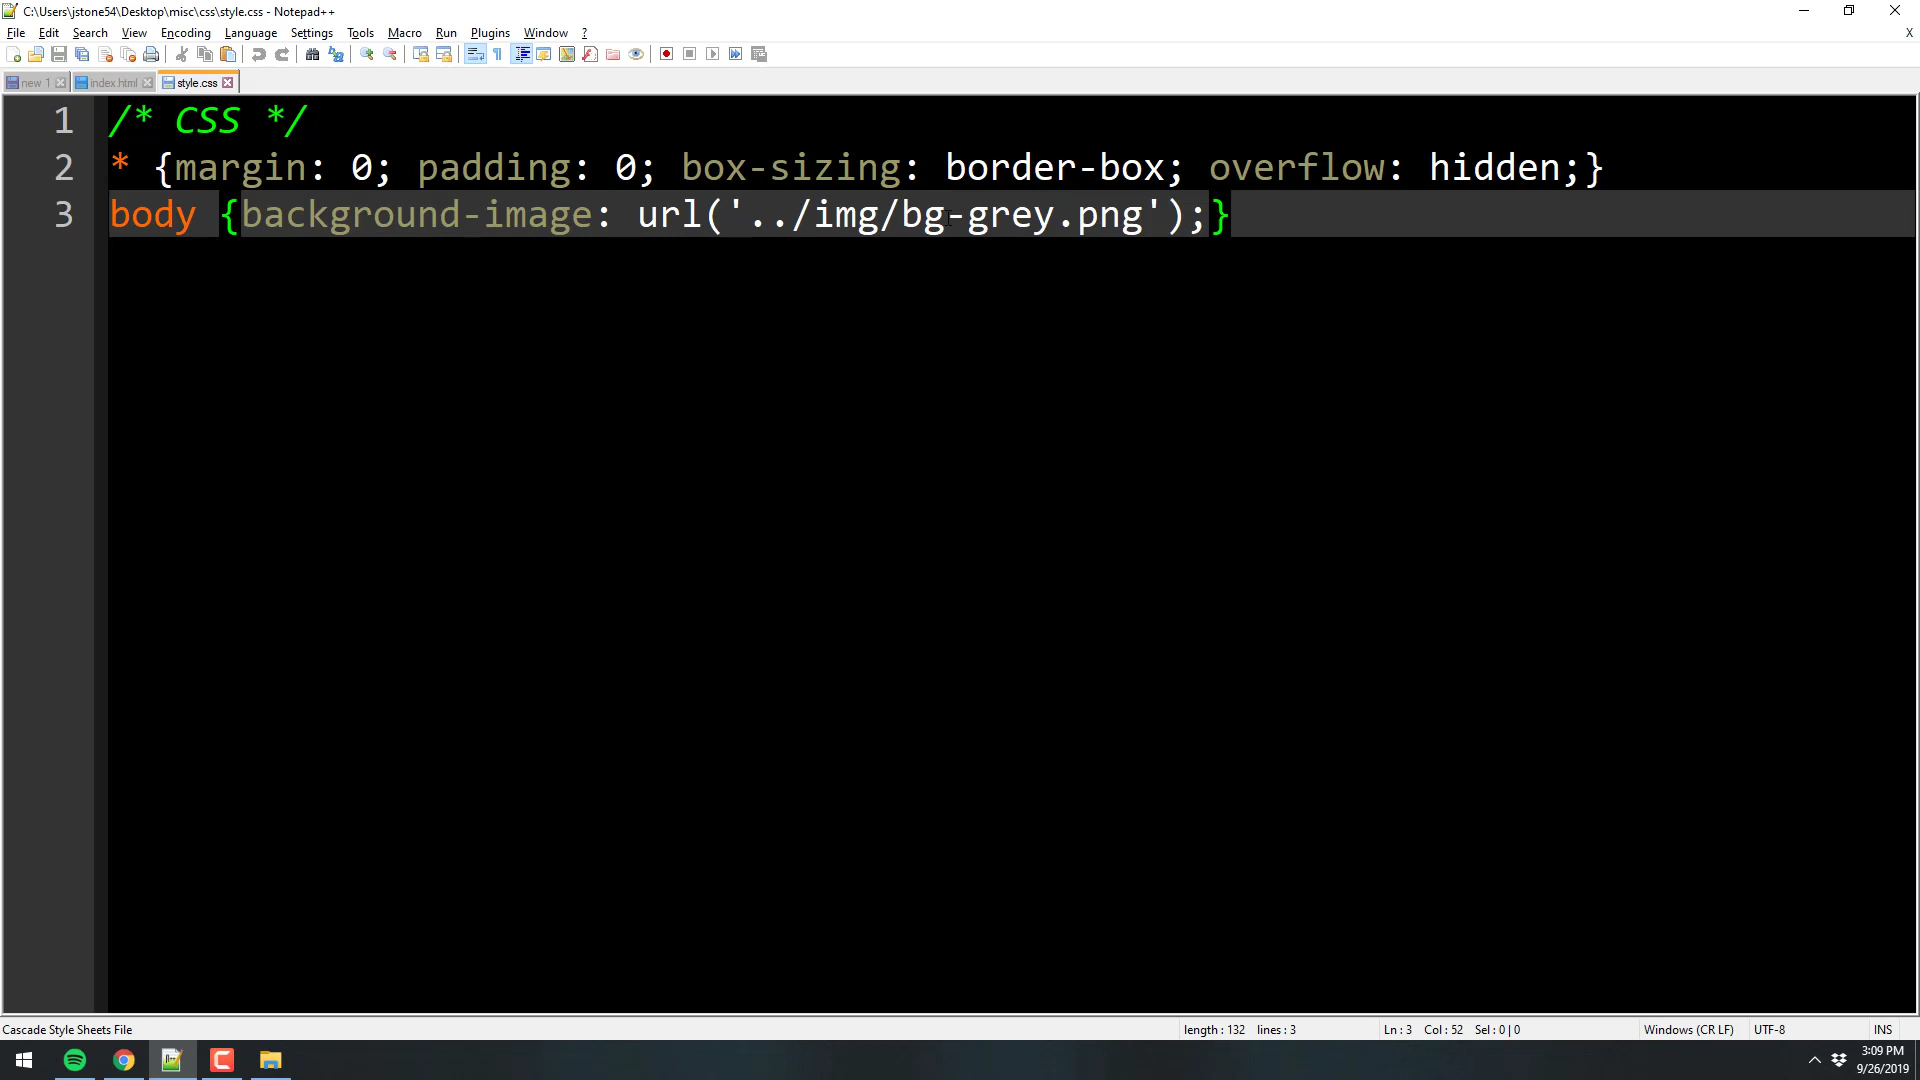 C:\Users\jstone54\Desktop\misc\css\style.css - Notepad++
File Edit Search View Encoding Language Settings Tools Macro Run Plugins Window ? X
new 1 index.html style.css
1 /* CSS */
2 * {margin: 0; padding: 0; box-sizing: border-box; overflow: hidden;}
3 body {background-image: url('../img/bg-grey.png');}
Cascade Style Sheets File length : 132 lines : 3 Ln : 3 Col : 52 Sel : 0 | 0 Windows (CR LF) UTF-8 INS
3:09 PM
9/26/2019